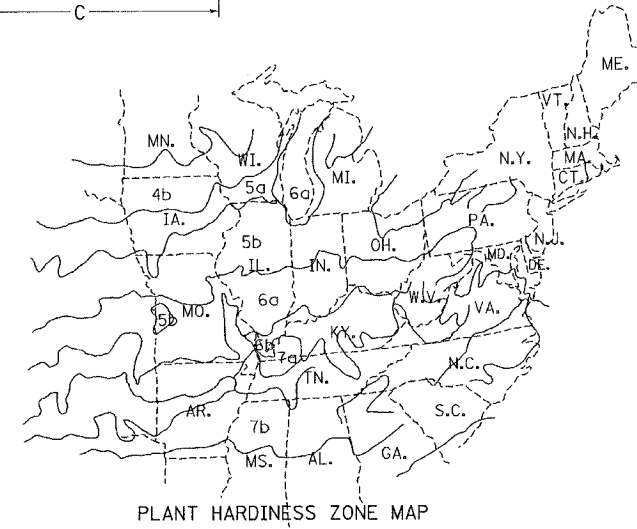 C
ME.
VT.
MN.
N.H.
WI.
N.Y.
MA.
CT.
MI.
4b
5a
6a
IA.
PA.
5b
OH.
N.J.
IL.
IN.
MD.
DE.
6a
W.V.
VA.
5b
MO.
KY.
6b
7a
N.C.
TN.
AR.
S.C.
7b
GA.
MS.
AL.
PLANT HARDINESS ZONE MAP